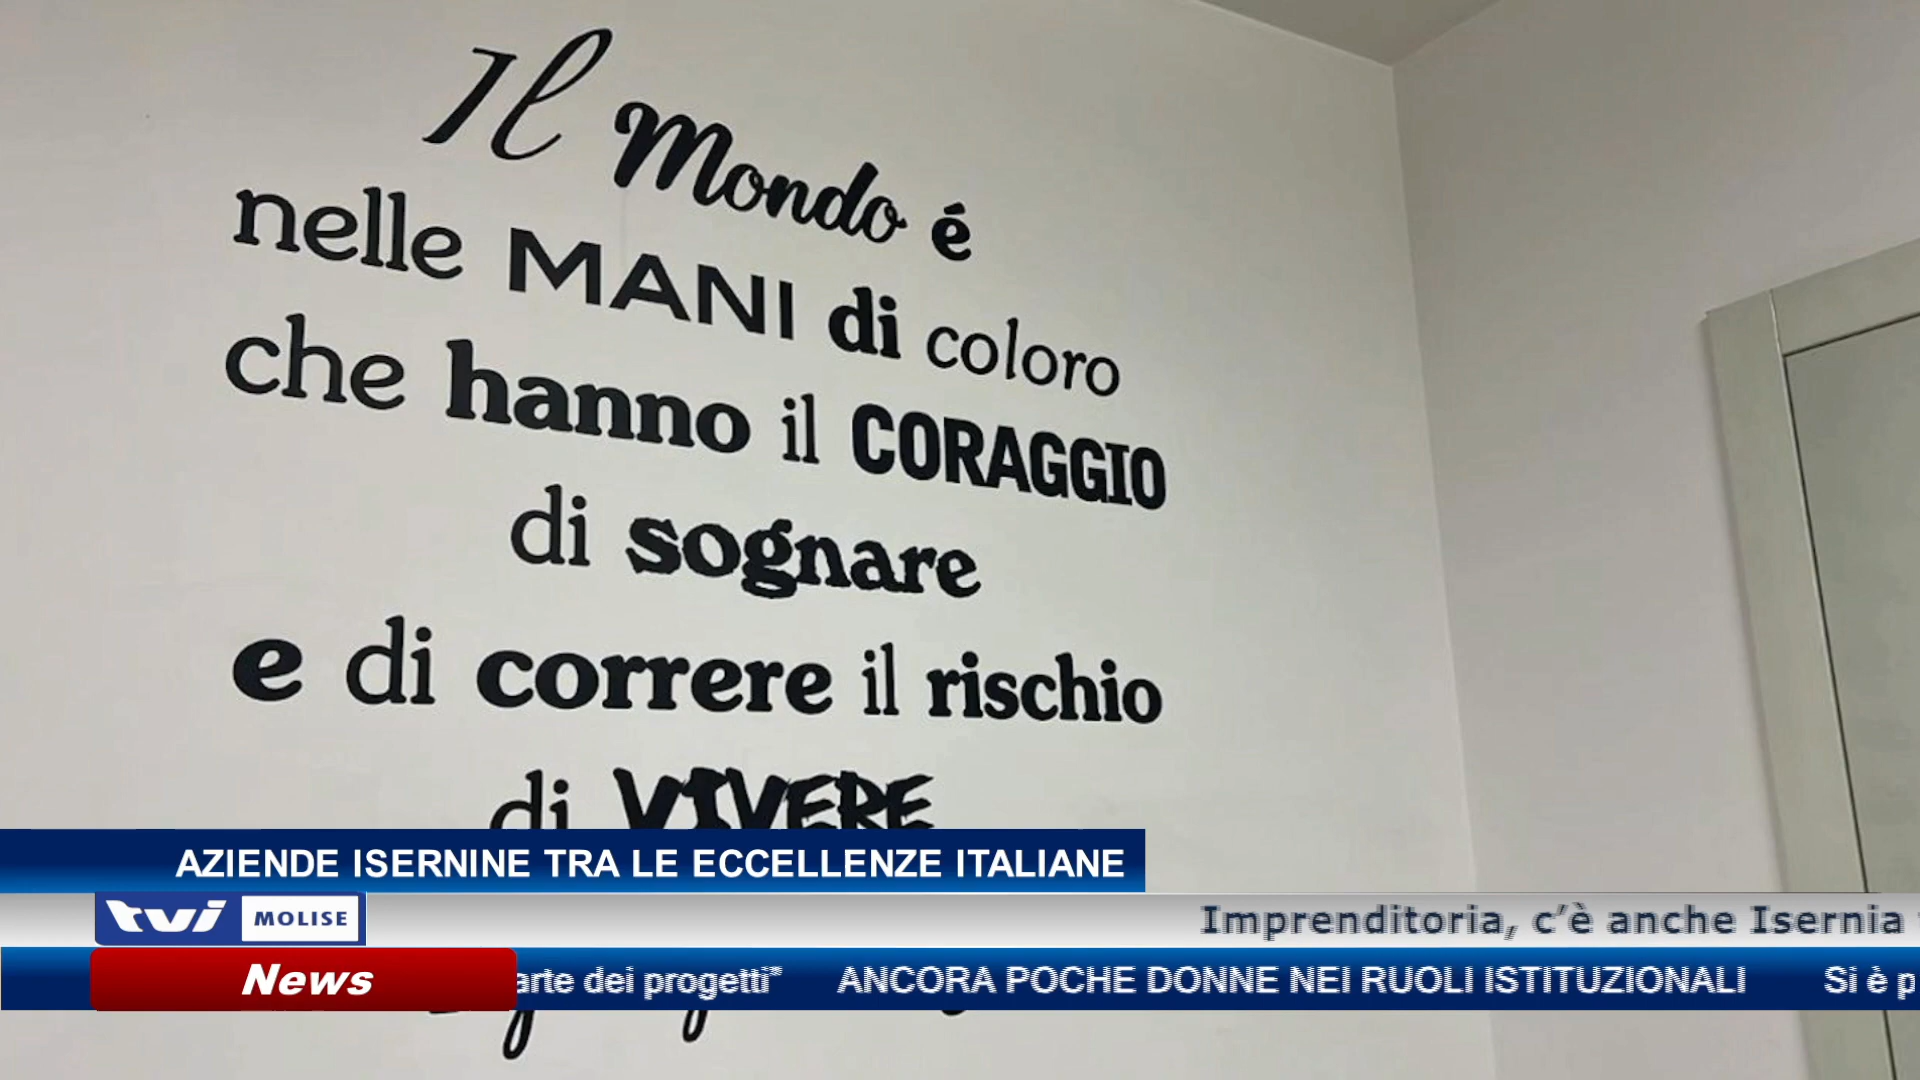 Il Mondo é
nelle MANI di coloro
che hanno il CORAGGIO
di sognare
e di correre il rischio
di VIVERE
AZIENDE ISERNINE TRA LE ECCELLENZE ITALIANE
tvi MOLISE
Imprenditoria, c’è anche Isernia
News
arte dei progetti” ANCORA POCHE DONNE NEI RUOLI ISTITUZIONALI Si è p